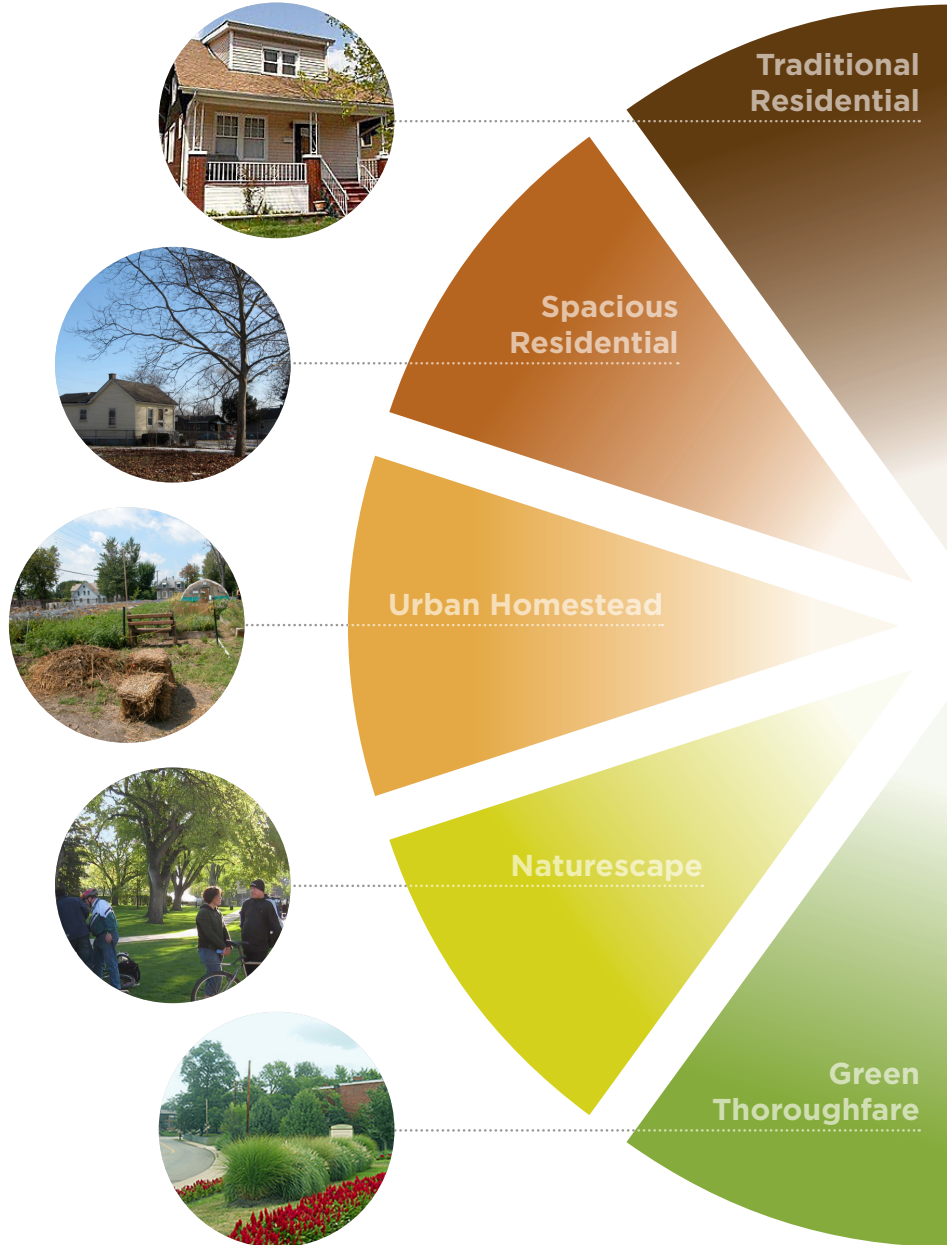 Traditional
Residential
Spacious
Residential
Urban Homestead
Naturescape
Green
Thoroughfare